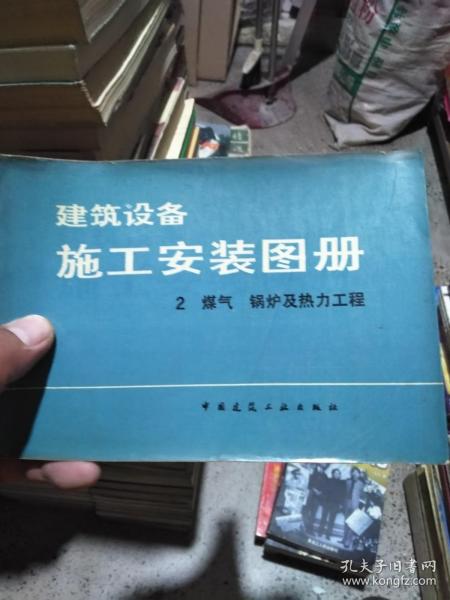 建筑设备
施工安装图册
2 煤气 锅炉及热力工程
中国建筑工业出版社
孔夫子旧书网
www.kongfz.com